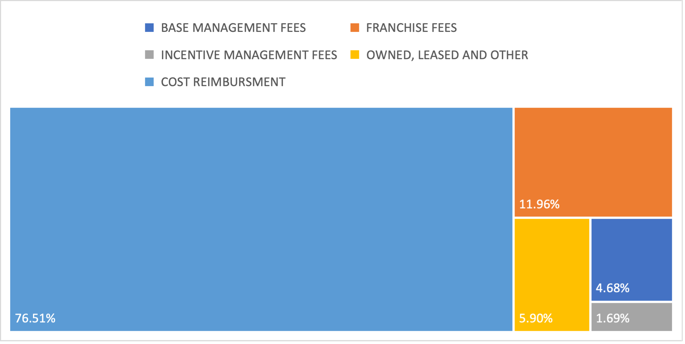 BASE MANAGEMENT FEES
FRANCHISE FEES
INCENTIVE MANAGEMENT FEES
OWNED, LEASED AND OTHER
COST REIMBURSMENT
11.96%
4.68%
76.51%
5.90%
1.69%